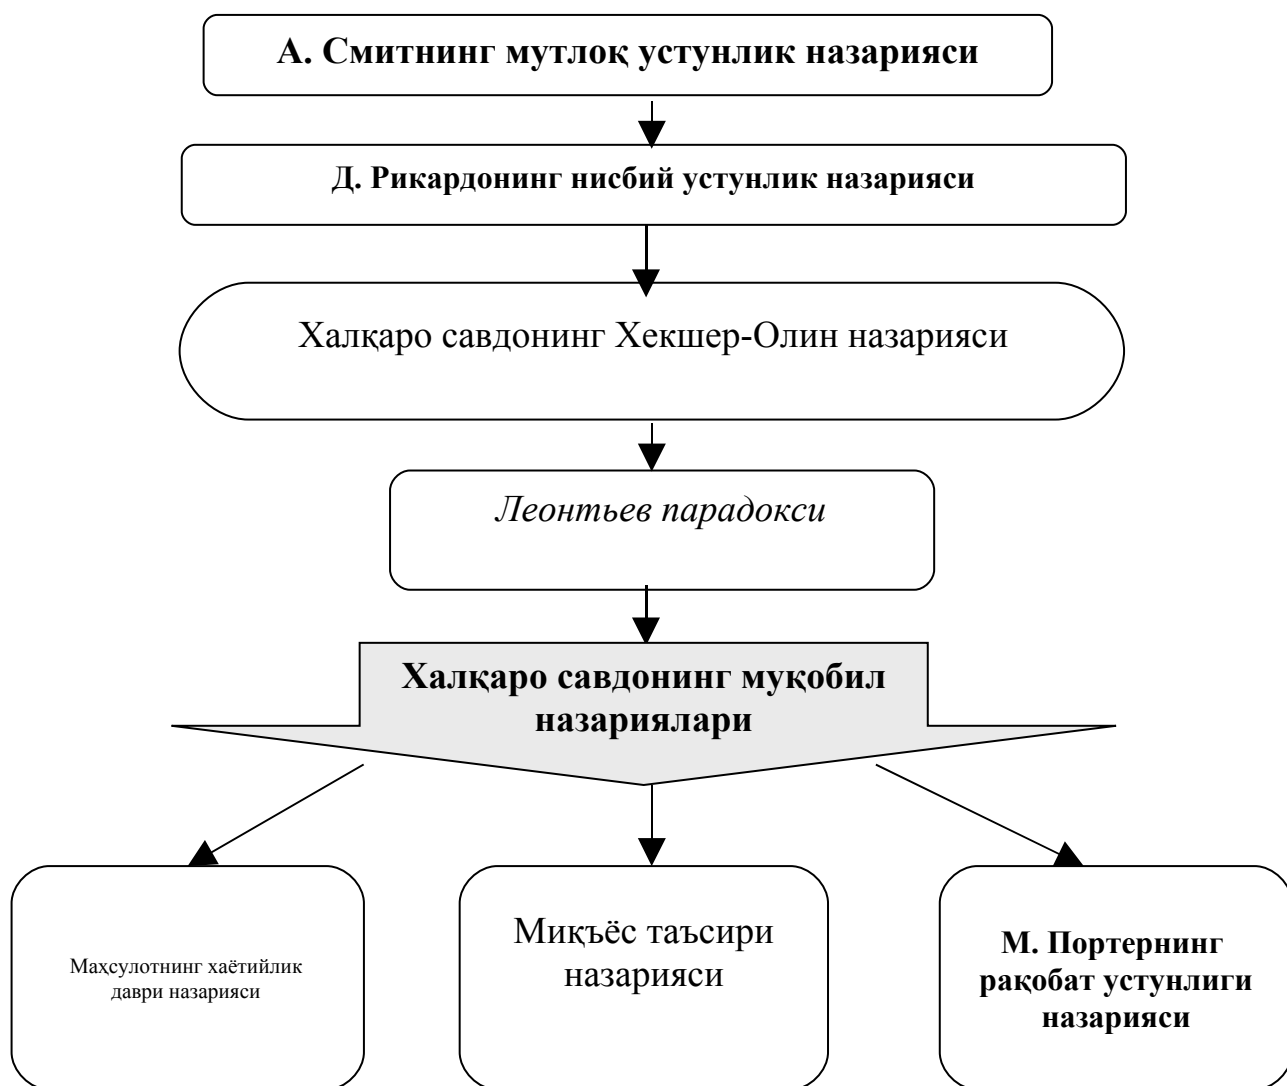 А. Смитнинг мутлоқ устунлик назарияси
Д. Рикардонинг нисбий устунлик назарияси
Халқаро савдонинг Хекшер-Олин назарияси
Леонтьев парадокси
Халқаро савдонинг муқобил
назариялари
Маҳсулотнинг хаётийлик
даври назарияси
Миқъёс таъсири
назарияси
М. Портернинг
рақобат устунлиги
назарияси